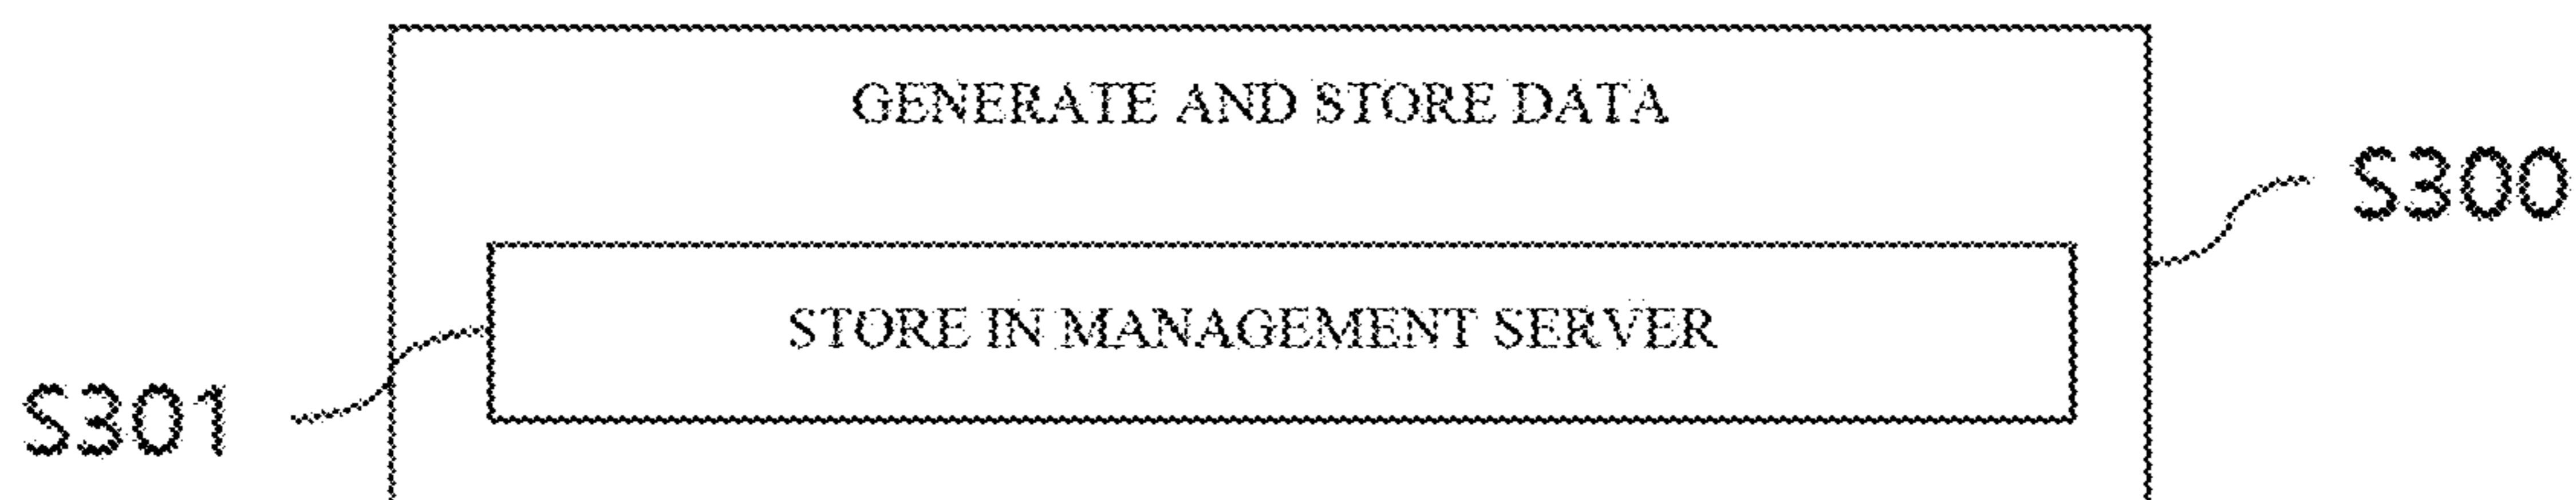 GENERATE AND STORE DATA
S300
STORE IN MANAGEMENT SERVER
S301